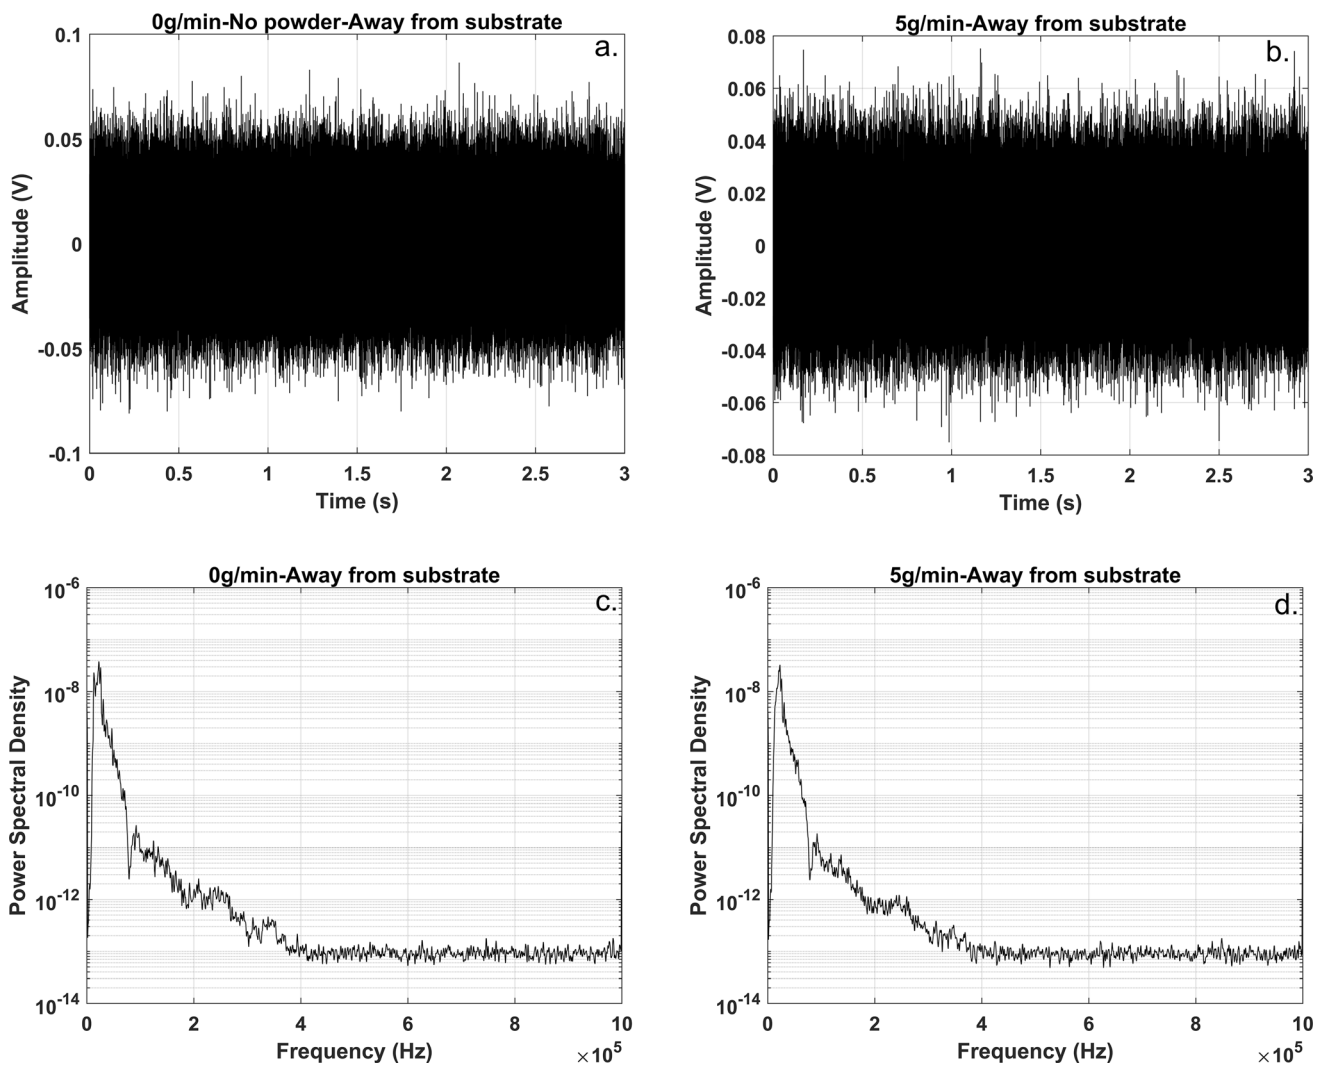 0g/min-No powder-Away from substrate
a.
0.1
0.05
0
-0.05
-0.1
Amplitude (V)
0 0.5 1 1.5 2 2.5 3
Time (s)
5g/min-Away from substrate
b.
0.08
0.06
0.04
0.02
0
-0.02
-0.04
-0.06
-0.08
Amplitude (V)
0 0.5 1 1.5 2 2.5 3
Time (s)
0g/min-Away from substrate
c.
10⁻⁶
10⁻⁸
10⁻¹⁰
10⁻¹²
10⁻¹⁴
Power Spectral Density
0 2 4 6 8 10
Frequency (Hz)
×10⁵
5g/min-Away from substrate
d.
10⁻⁶
10⁻⁸
10⁻¹⁰
10⁻¹²
10⁻¹⁴
Power Spectral Density
0 2 4 6 8 10
Frequency (Hz)
×10⁵